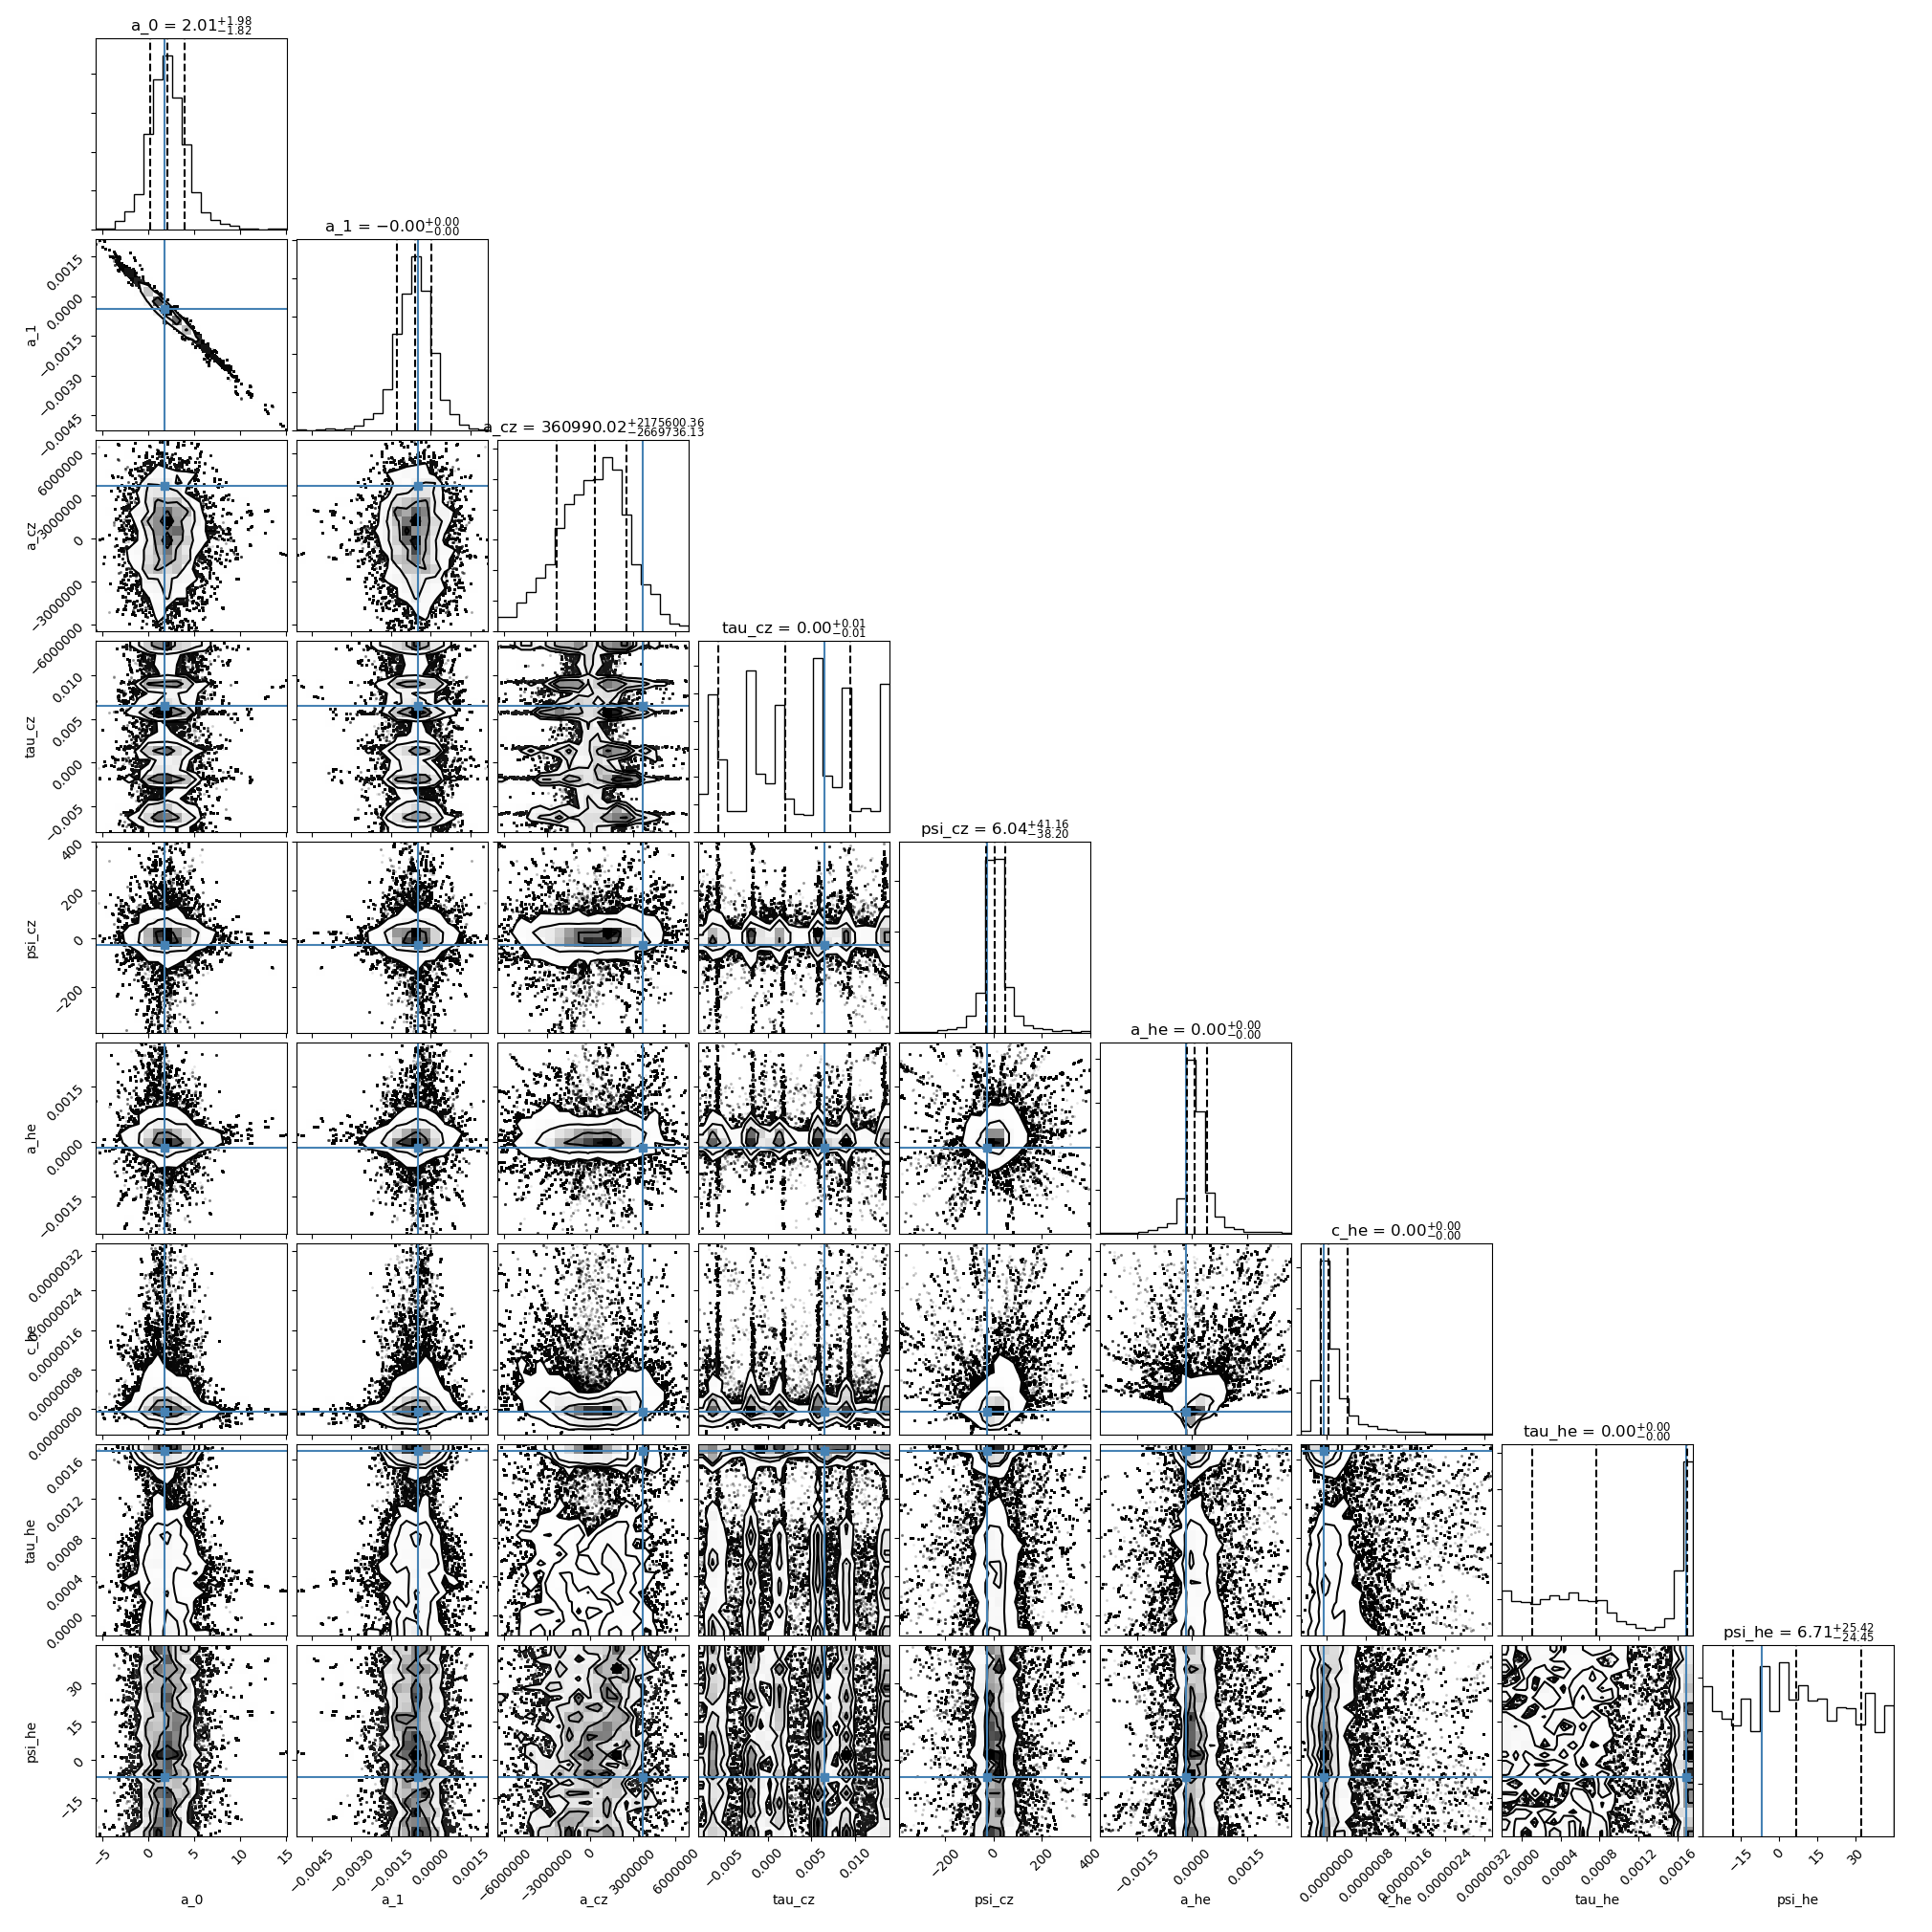 a_0 = 2.01 +1.98 −1.82
a_1 = −0.00 +0.00 −0.00
a_1
0.0015
0.0000
−0.0015
−0.0030
−0.0045
a_cz = 360990.02 +2175600.36 −2669736.13
a_cz
6000000
3000000
0
−3000000
−6000000
tau_cz = 0.00 +0.01 −0.01
tau_cz
0.010
0.005
0.000
−0.005
psi_cz = 6.04 +41.16 −38.20
psi_cz
400
200
0
−200
a_he = 0.00 +0.00 −0.00
a_he
0.0015
0.0000
−0.0015
c_he = 0.00 +0.00 −0.00
c_he
0.0000032
0.0000024
0.0000016
0.0000008
0.0000000
tau_he = 0.00 +0.00 −0.00
tau_he
0.0016
0.0012
0.0008
0.0004
0.0000
psi_he = 6.71 +25.42 −24.45
psi_he
30
15
0
−15
−5 0 5 10 15
−0.0045 −0.0030 −0.0015 0.0000 0.0015
−6000000 −3000000 0 3000000 6000000
−0.005 0.000 0.005 0.010
−200 0 200 400
−0.0015 0.0000 0.0015
0.0000000 0.0000008 0.0000016 0.0000024 0.0000032
0.0000 0.0004 0.0008 0.0012 0.0016
−15 0 15 30
a_0 a_1 a_cz tau_cz psi_cz a_he c_he tau_he psi_he